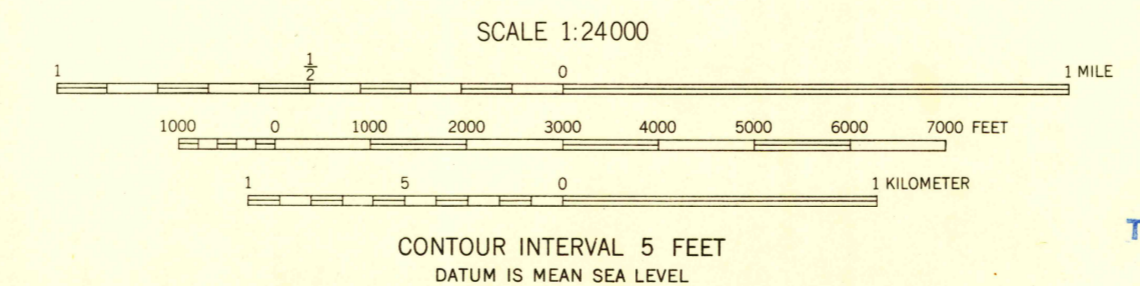 SCALE 1:24000
1 1/2 0 1 MILE
1000 0 1000 2000 3000 4000 5000 6000 7000 FEET
1 5 0 1 KILOMETER
CONTOUR INTERVAL 5 FEET
DATUM IS MEAN SEA LEVEL